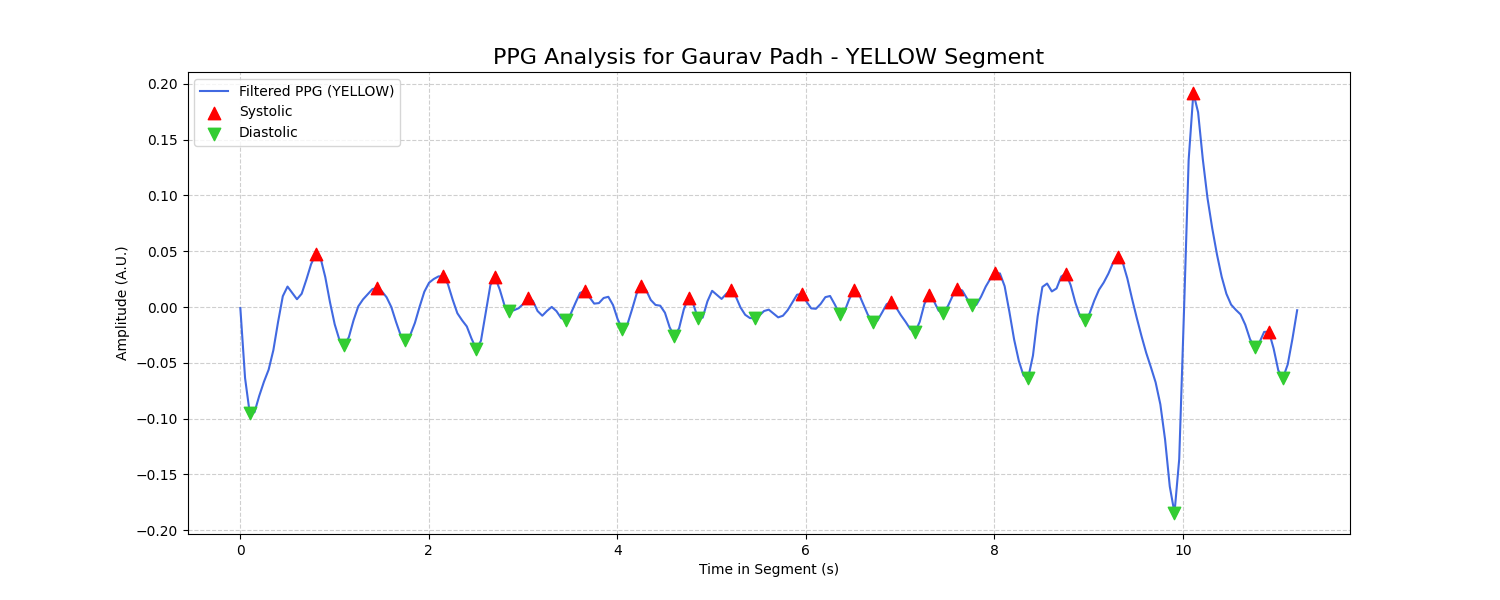 PPG Analysis for Gaurav Padh - YELLOW Segment
Filtered PPG (YELLOW)
Systolic
Diastolic
Amplitude (A.U.)
0.20
0.15
0.10
0.05
0.00
−0.05
−0.10
−0.15
−0.20
0 2 4 6 8 10
Time in Segment (s)